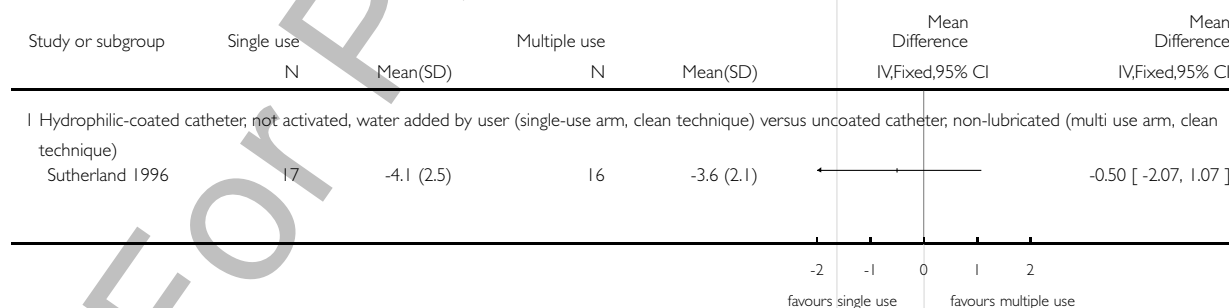 Study or subgroup Single use Multiple use Mean Difference Mean Difference
N Mean(SD) N Mean(SD) IV,Fixed,95% CI IV,Fixed,95% CI
1 Hydrophilic-coated catheter, not activated, water added by user (single-use arm, clean technique) versus uncoated catheter, non-lubricated (multi use arm, clean
technique)
Sutherland 1996 17 -4.1 (2.5) 16 -3.6 (2.1) -0.50 [ -2.07, 1.07 ]
-2 -1 0 1 2
favours single use favours multiple use
For P